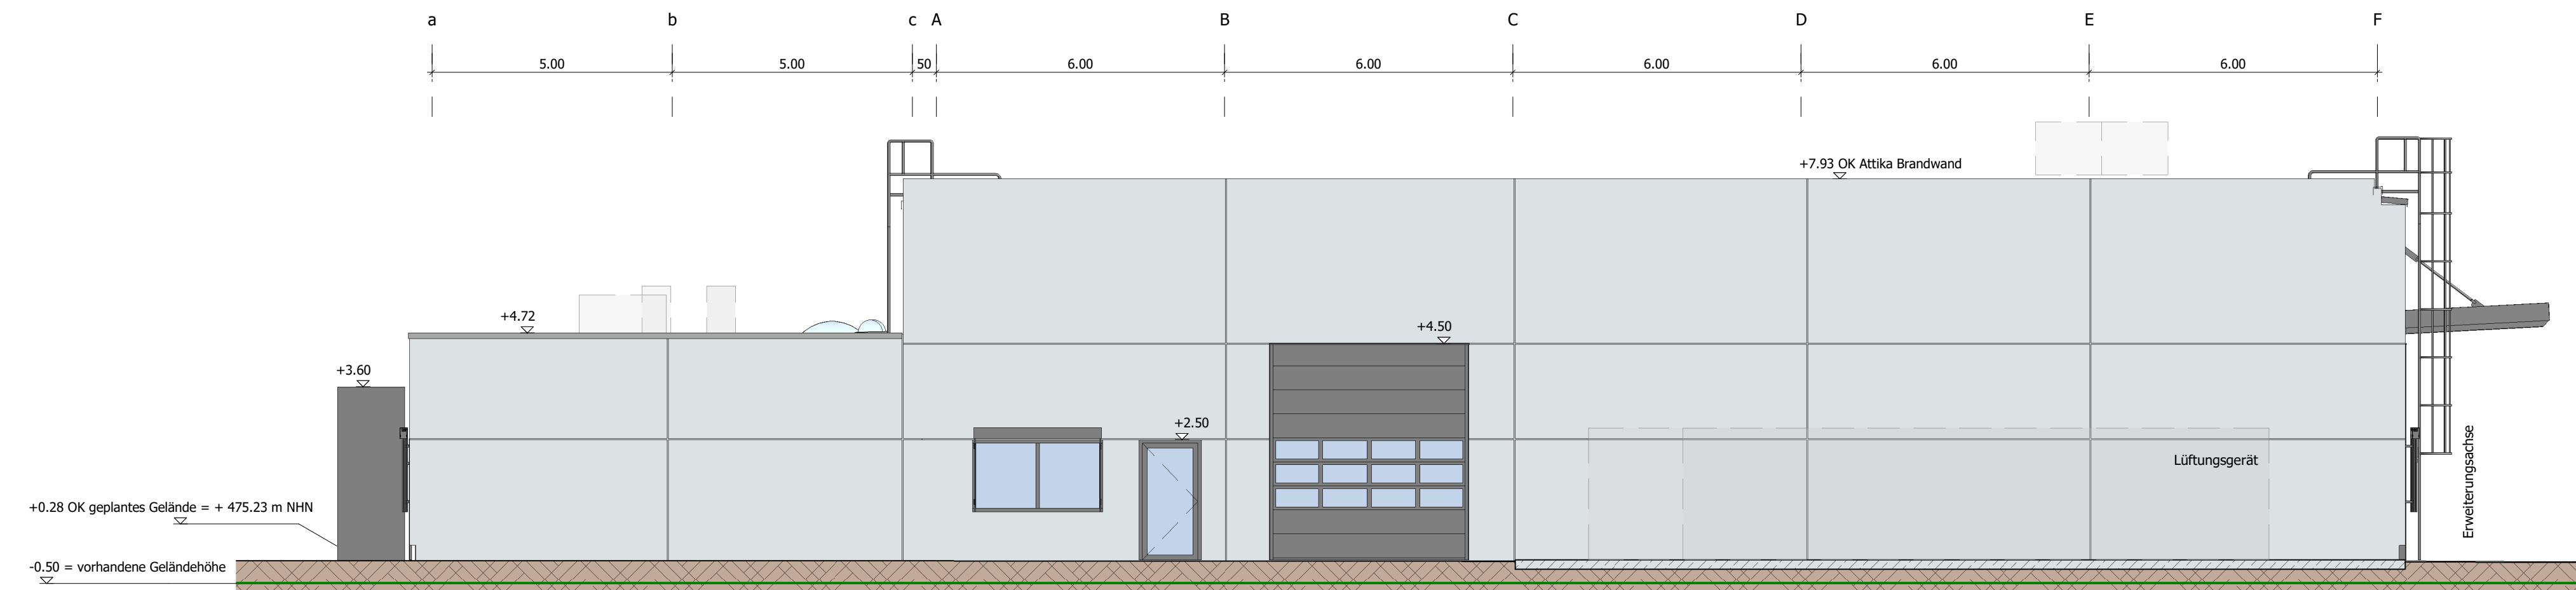 a b c A B C D E F
5.00 5.00 50 6.00 6.00 6.00 6.00 6.00
+7.93 OK Attika Brandwand
+4.72
+4.50
+3.60
+2.50
Lüftungsgerät
Erweiterungsachse
+0.28 OK geplantes Gelände = + 475.23 m NHN
-0.50 = vorhandene Geländehöhe